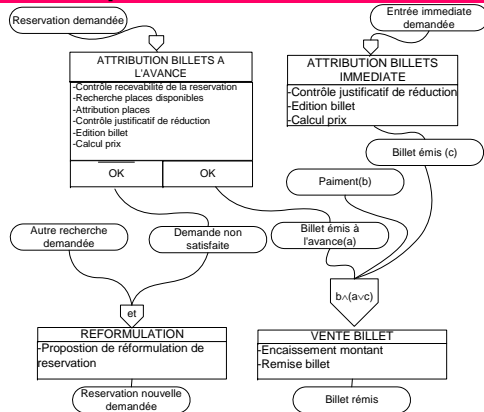 Reservation demandée
Entrée immediate
demandée
ATTRIBUTION BILLETS A
L'AVANCE
-Contrôle recevabilité de la reservation
-Recherche places disponibles
-Attribution places
-Contrôle justificatif de réduction
-Edition billet
-Calcul prix
OK
OK
ATTRIBUTION BILLETS
IMMEDIATE
-Contrôle justificatif de réduction
-Edition billet
-Calcul prix
Billet émis (c)
Paiment(b)
Autre recherche
demandée
Demande non
satisfaite
Billet émis à
l'avance(a)
et
b∧(a∨c)
REFORMULATION
-Propostion de réformulation de
reservation
VENTE BILLET
-Encaissement montant
-Remise billet
Reservation nouvelle
demandée
Billet rémis